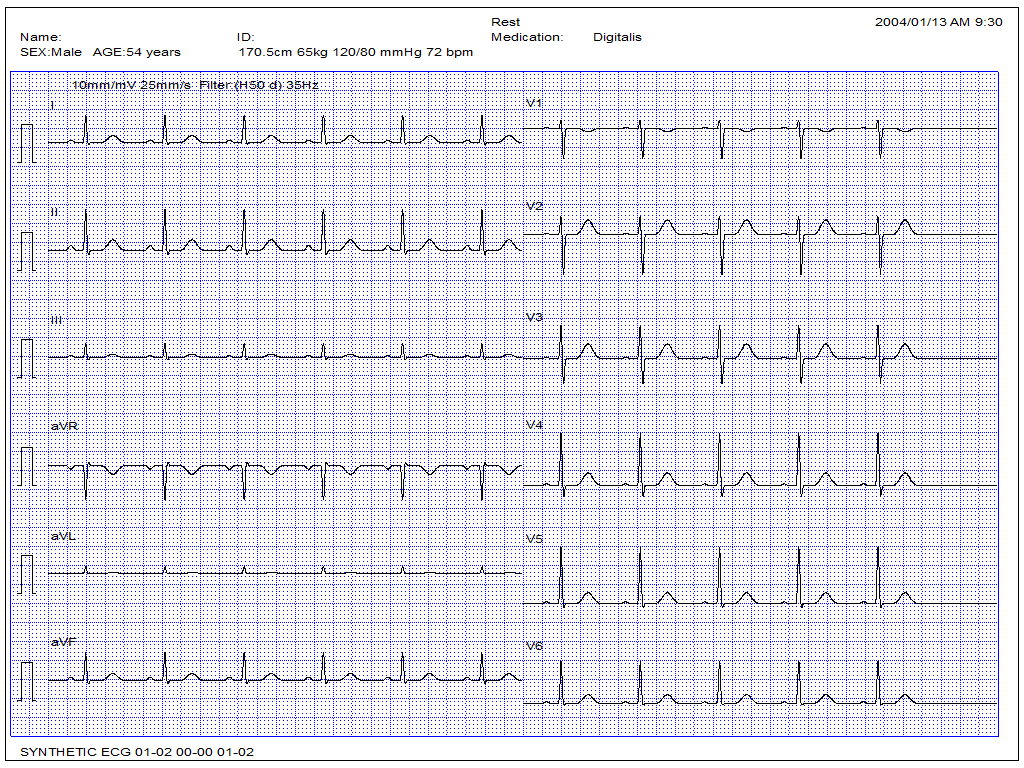 Rest 2004/01/13 AM 9:30
Name: ID: Medication: Digitalis
SEX:Male AGE:54 years 170.5cm 65kg 120/80 mmHg 72 bpm
10mm/mV 25mm/s Filter:(H50 d) 35Hz
I
II
III
aVR
aVL
aVF
V1
V2
V3
V4
V5
V6
SYNTHETIC ECG 01-02 00-00 01-02